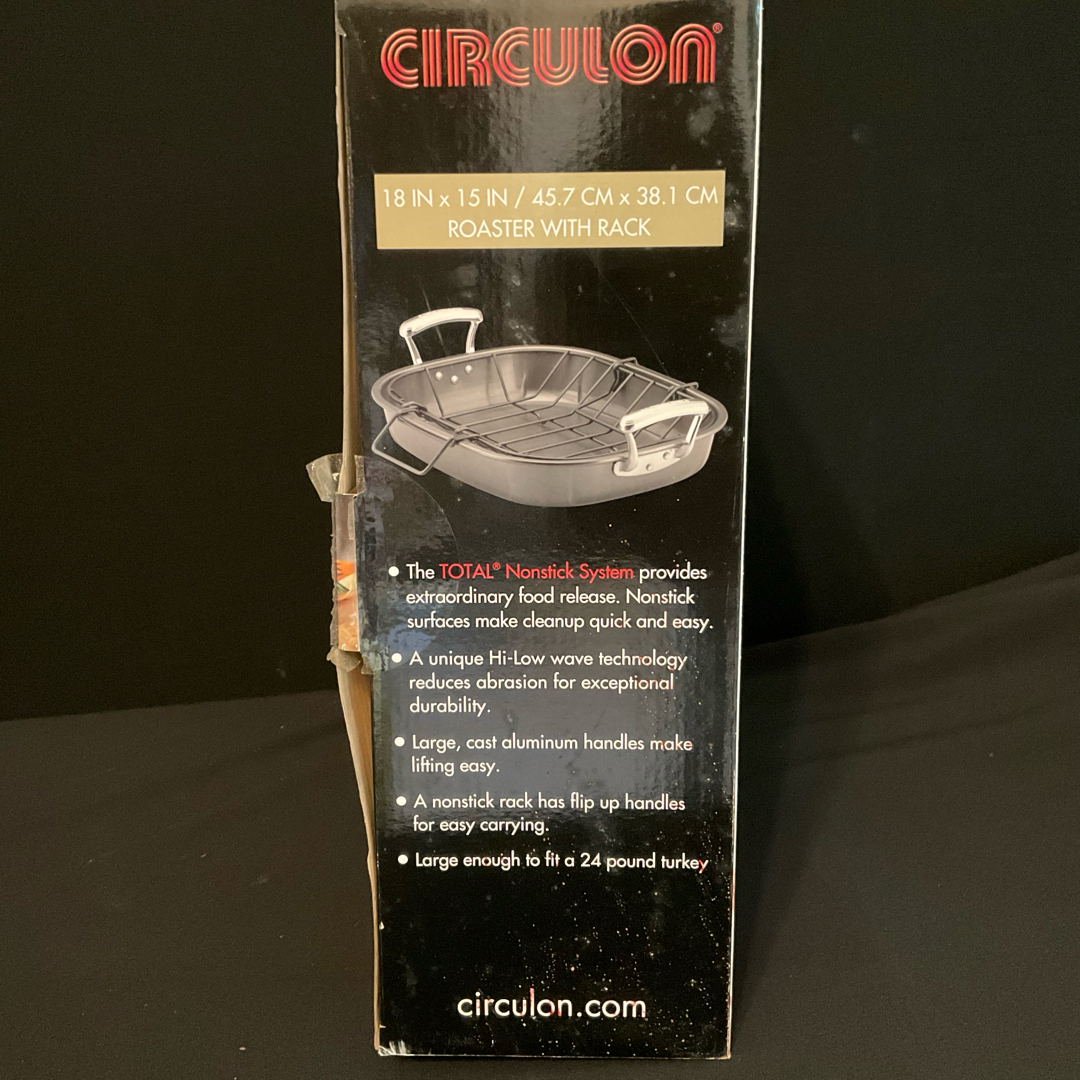 CIRCULON®
18 IN x 15 IN / 45.7 CM x 38.1 CM
ROASTER WITH RACK
• The TOTAL® Nonstick System provides
extraordinary food release. Nonstick
surfaces make cleanup quick and easy.
• A unique Hi-Low wave technology
reduces abrasion for exceptional
durability.
• Large, cast aluminum handles make
lifting easy.
• A nonstick rack has flip up handles
for easy carrying.
• Large enough to fit a 24 pound turkey
circulon.com